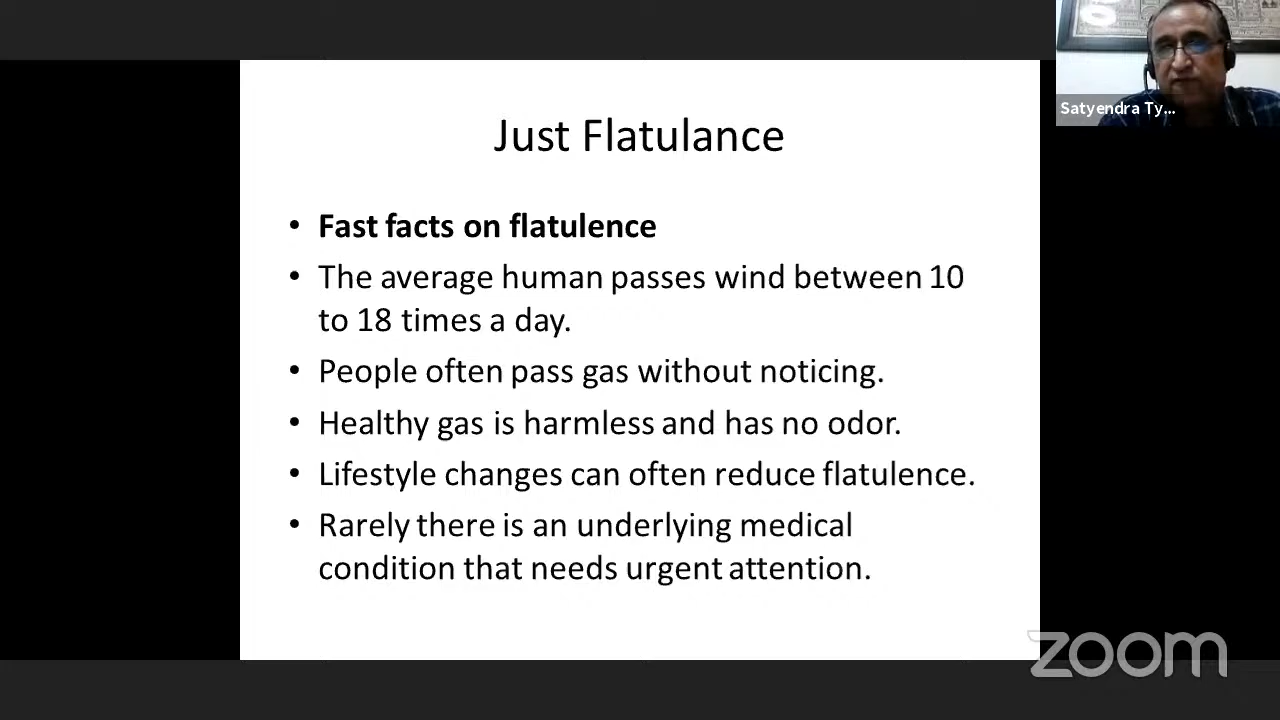 Satyendra Ty...
Just Flatulance
• Fast facts on flatulence
• The average human passes wind between 10
to 18 times a day.
• People often pass gas without noticing.
• Healthy gas is harmless and has no odor.
• Lifestyle changes can often reduce flatulence.
• Rarely there is an underlying medical
condition that needs urgent attention.
zoom